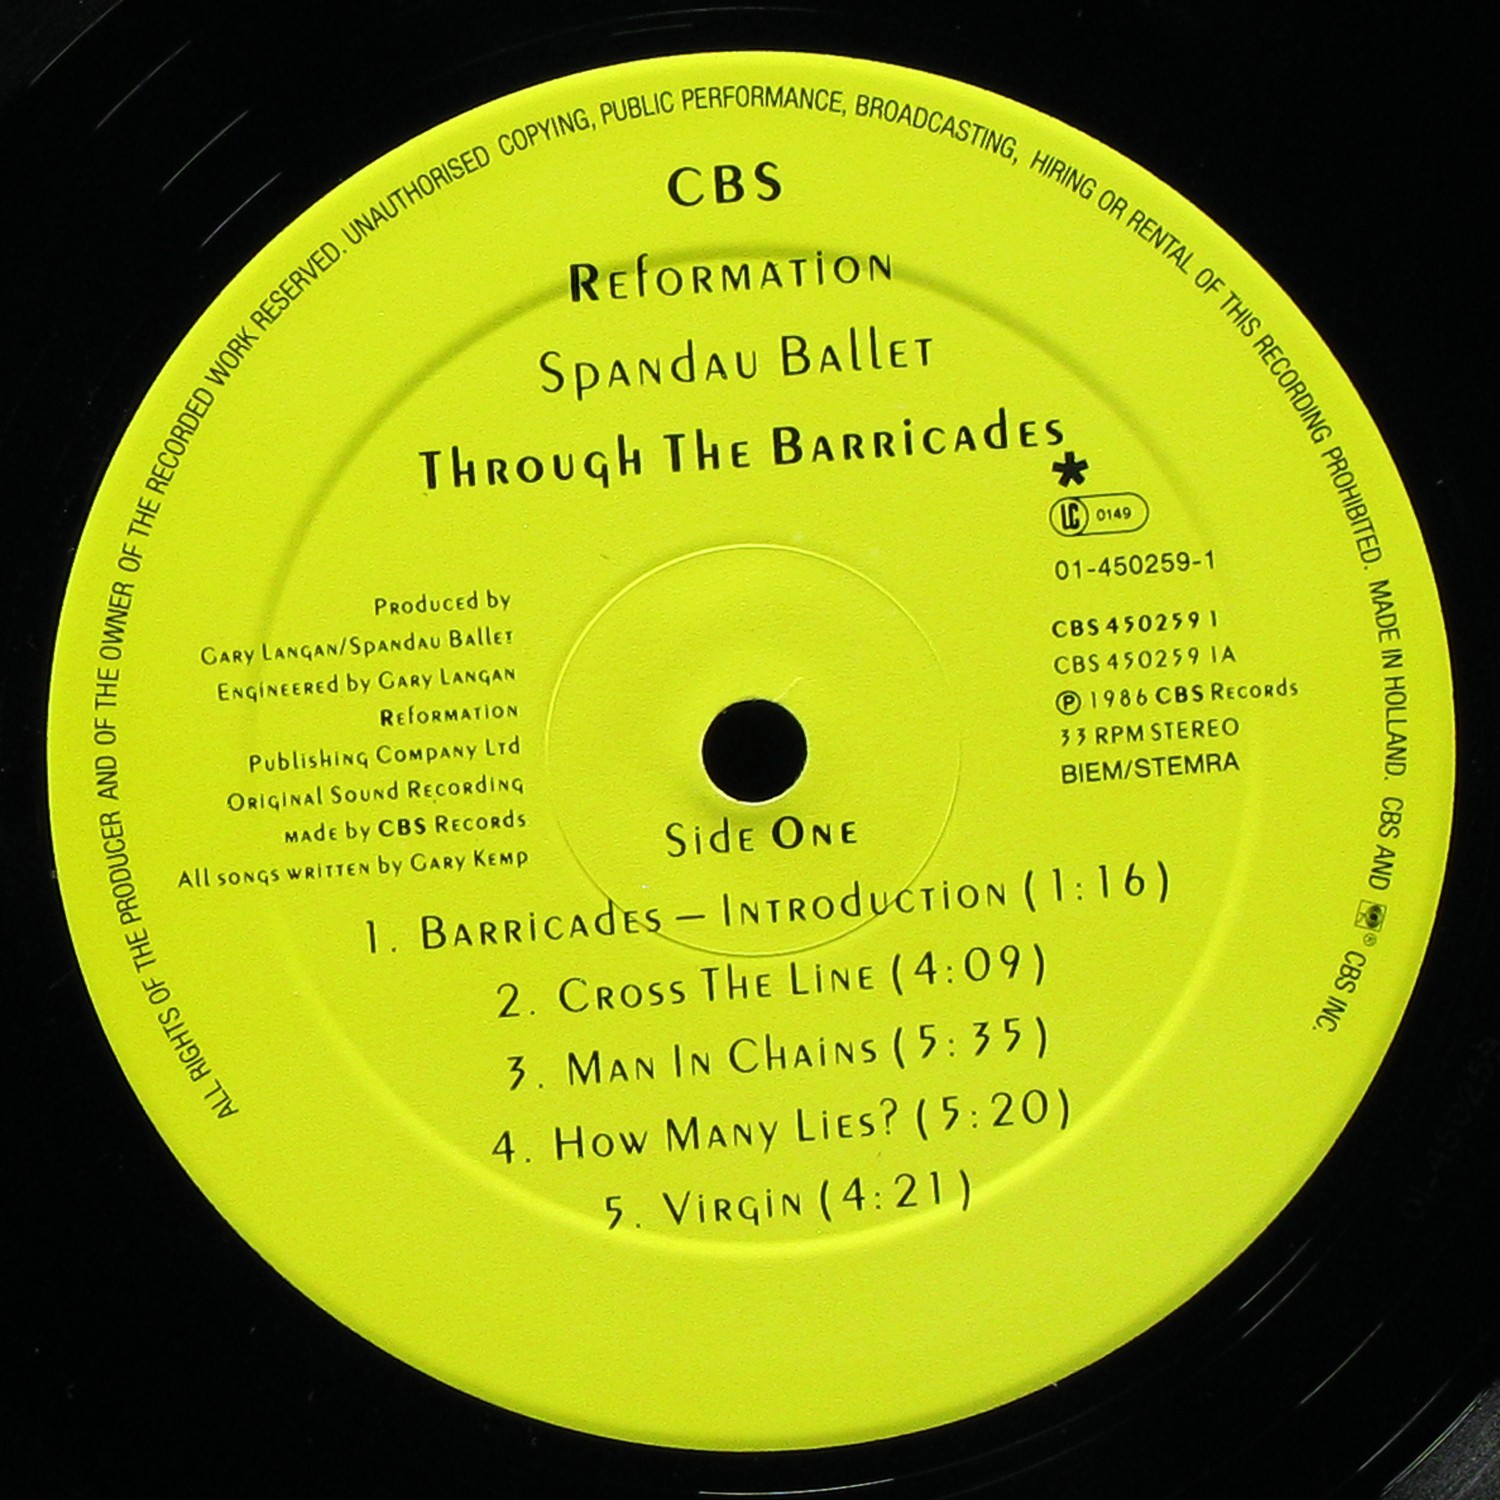 ALL RIGHTS OF THE PRODUCER AND OF THE OWNER OF THE RECORDED WORK RESERVED. UNAUTHORISED COPYING, PUBLIC PERFORMANCE, BROADCASTING, HIRING OR RENTAL OF THIS RECORDING PROHIBITED. MADE IN HOLLAND. CBS AND ® CBS INC.
CBS
Reformation
Spandau Ballet
Through The Barricades
*
LC 0149
01-450259-1
Produced by
Gary Langan/Spandau Ballet
Engineered by Gary Langan
Reformation
Publishing Company Ltd
Original Sound Recording
made by CBS Records
All songs written by Gary Kemp
CBS 450259 1
CBS 450259 1A
℗ 1986 CBS Records
33 RPM STEREO
BIEM/STEMRA
Side One
1. Barricades – Introduction (1:16)
2. Cross The Line (4:09)
3. Man In Chains (5:35)
4. How Many Lies? (5:20)
5. Virgin (4:21)